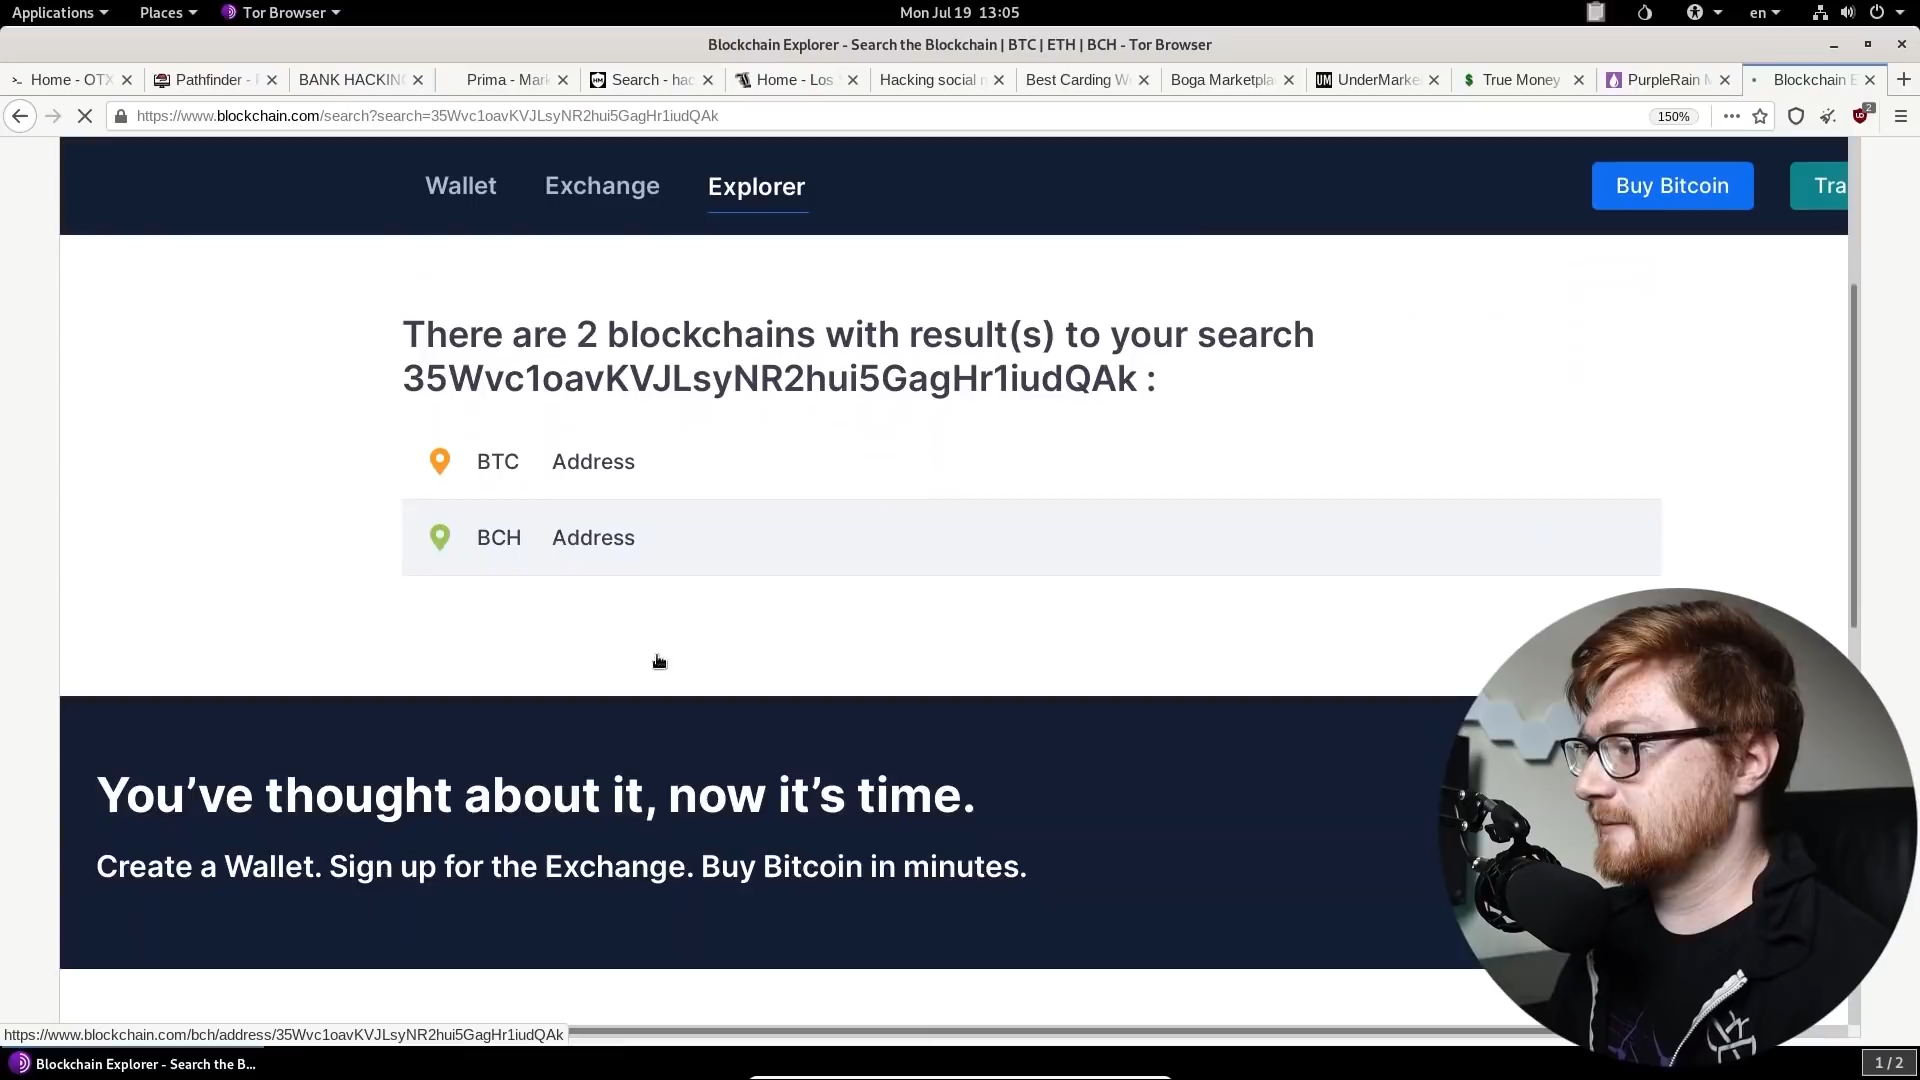 Applications Places Tor Browser Mon Jul 19 13:05 en
Blockchain Explorer - Search the Blockchain | BTC | ETH | BCH - Tor Browser
Home - OTX Pathfinder - BANK HACKIN Prima - Mark Search - hac Home - Los Hacking social n Best Carding W Boga Marketpla UM UnderMarke $ True Money PurpleRain M Blockchain E
https://www.blockchain.com/search?search=35Wvc1oavKVJLsyNR2hui5GagHr1iudQAk 150% 2
Wallet Exchange Explorer Buy Bitcoin Tra
There are 2 blockchains with result(s) to your search
35Wvc1oavKVJLsyNR2hui5GagHr1iudQAk :
BTC Address
BCH Address
You’ve thought about it, now it’s time.
Create a Wallet. Sign up for the Exchange. Buy Bitcoin in minutes.
https://www.blockchain.com/bch/address/35Wvc1oavKVJLsyNR2hui5GagHr1iudQAk
Blockchain Explorer - Search the B... 1 / 2